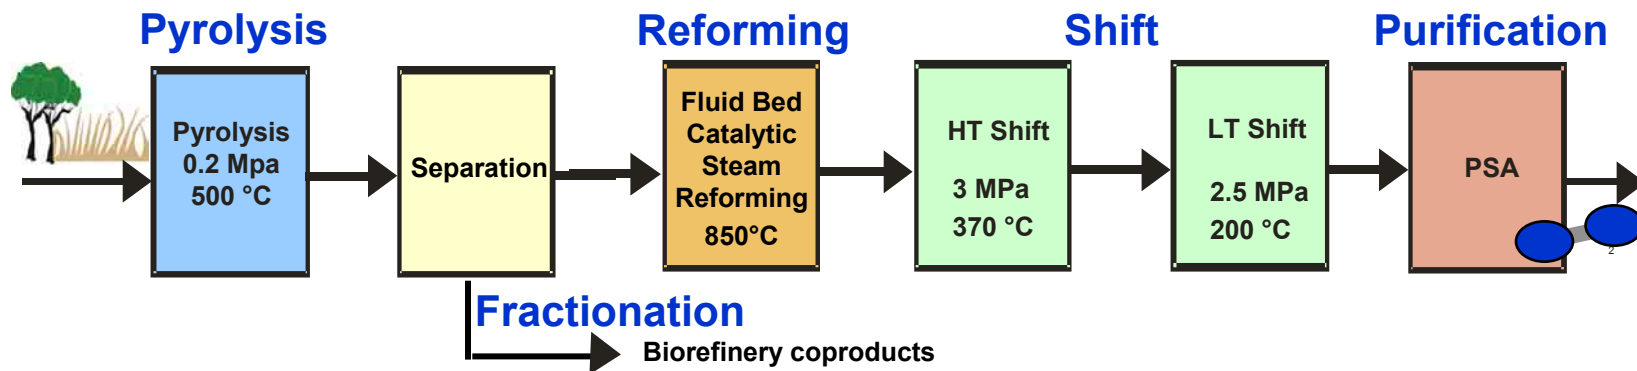 Pyrolysis
Reforming
Shift
Purification
Pyrolysis
0.2 Mpa
500 °C
Separation
Fluid Bed
Catalytic
Steam
Reforming
850°C
HT Shift
3 MPa
370 °C
LT Shift
2.5 MPa
200 °C
PSA
2
Fractionation
Biorefinery coproducts